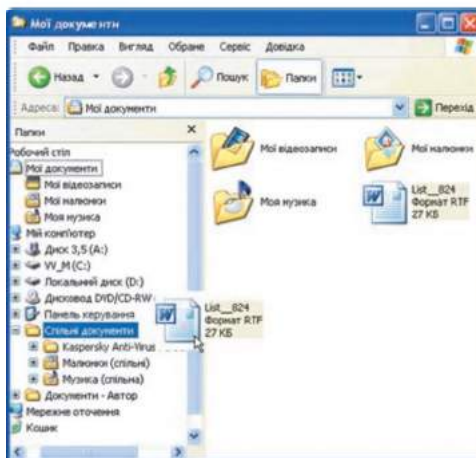 Мої документи
Файл Правка Вигляд Обране Сервіс Довідка
Назад Пошук Папки
Адреса: Мої документи Перехід
Папки
Робочий стіл
Мої документи
Мої відеозаписи
Мої малюнки
Моя музика
Мій комп'ютер
Диск 3,5 (A:)
VV_M (C:)
Локальний диск (D:)
Дисковод DVD/CD-RW
Панель керування
Спільні документи
Kaspersky Anti-Virus
Малюнки (спільні)
Музика (спільна)
Документи - Автор
Мережне оточення
Кошик
Мої відеозаписи
Мої малюнки
Моя музика
List__824
Формат RTF
27 КБ
List__824
Формат RTF
27 КБ